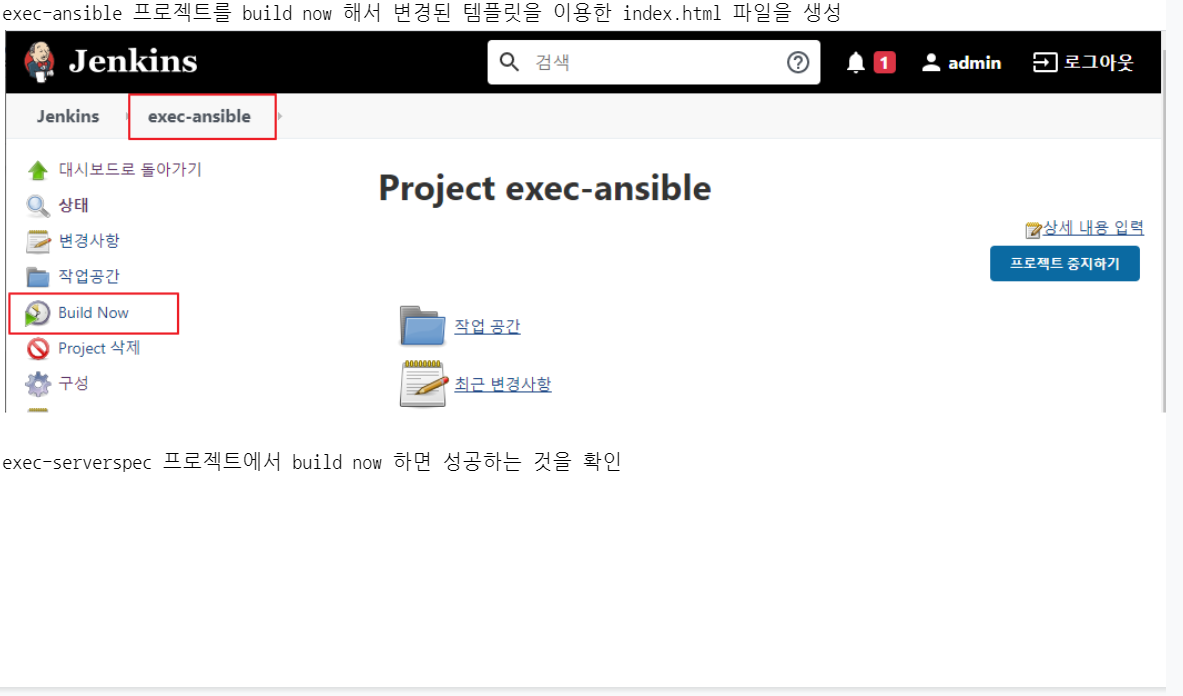 exec-ansible 프로젝트를 build now 해서 변경된 템플릿을 이용한 index.html 파일을 생성
Jenkins 검색 1 admin 로그아웃
Jenkins exec-ansible
대시보드로 돌아가기
Project exec-ansible
상태
상세 내용 입력
변경사항
프로젝트 중지하기
작업공간
Build Now
작업 공간
Project 삭제
구성
최근 변경사항
exec-serverspec 프로젝트에서 build now 하면 성공하는 것을 확인